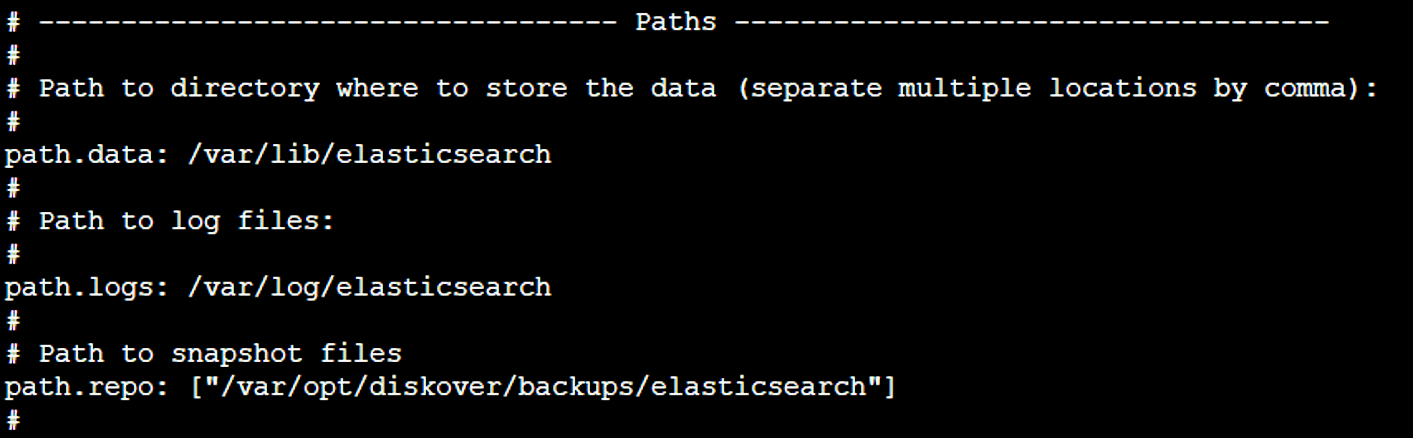 # ----------------------------------- Paths ------------------------------------
#
# Path to directory where to store the data (separate multiple locations by comma):
#
path.data: /var/lib/elasticsearch
#
# Path to log files:
#
path.logs: /var/log/elasticsearch
#
# Path to snapshot files
path.repo: ["/var/opt/diskover/backups/elasticsearch"]
#